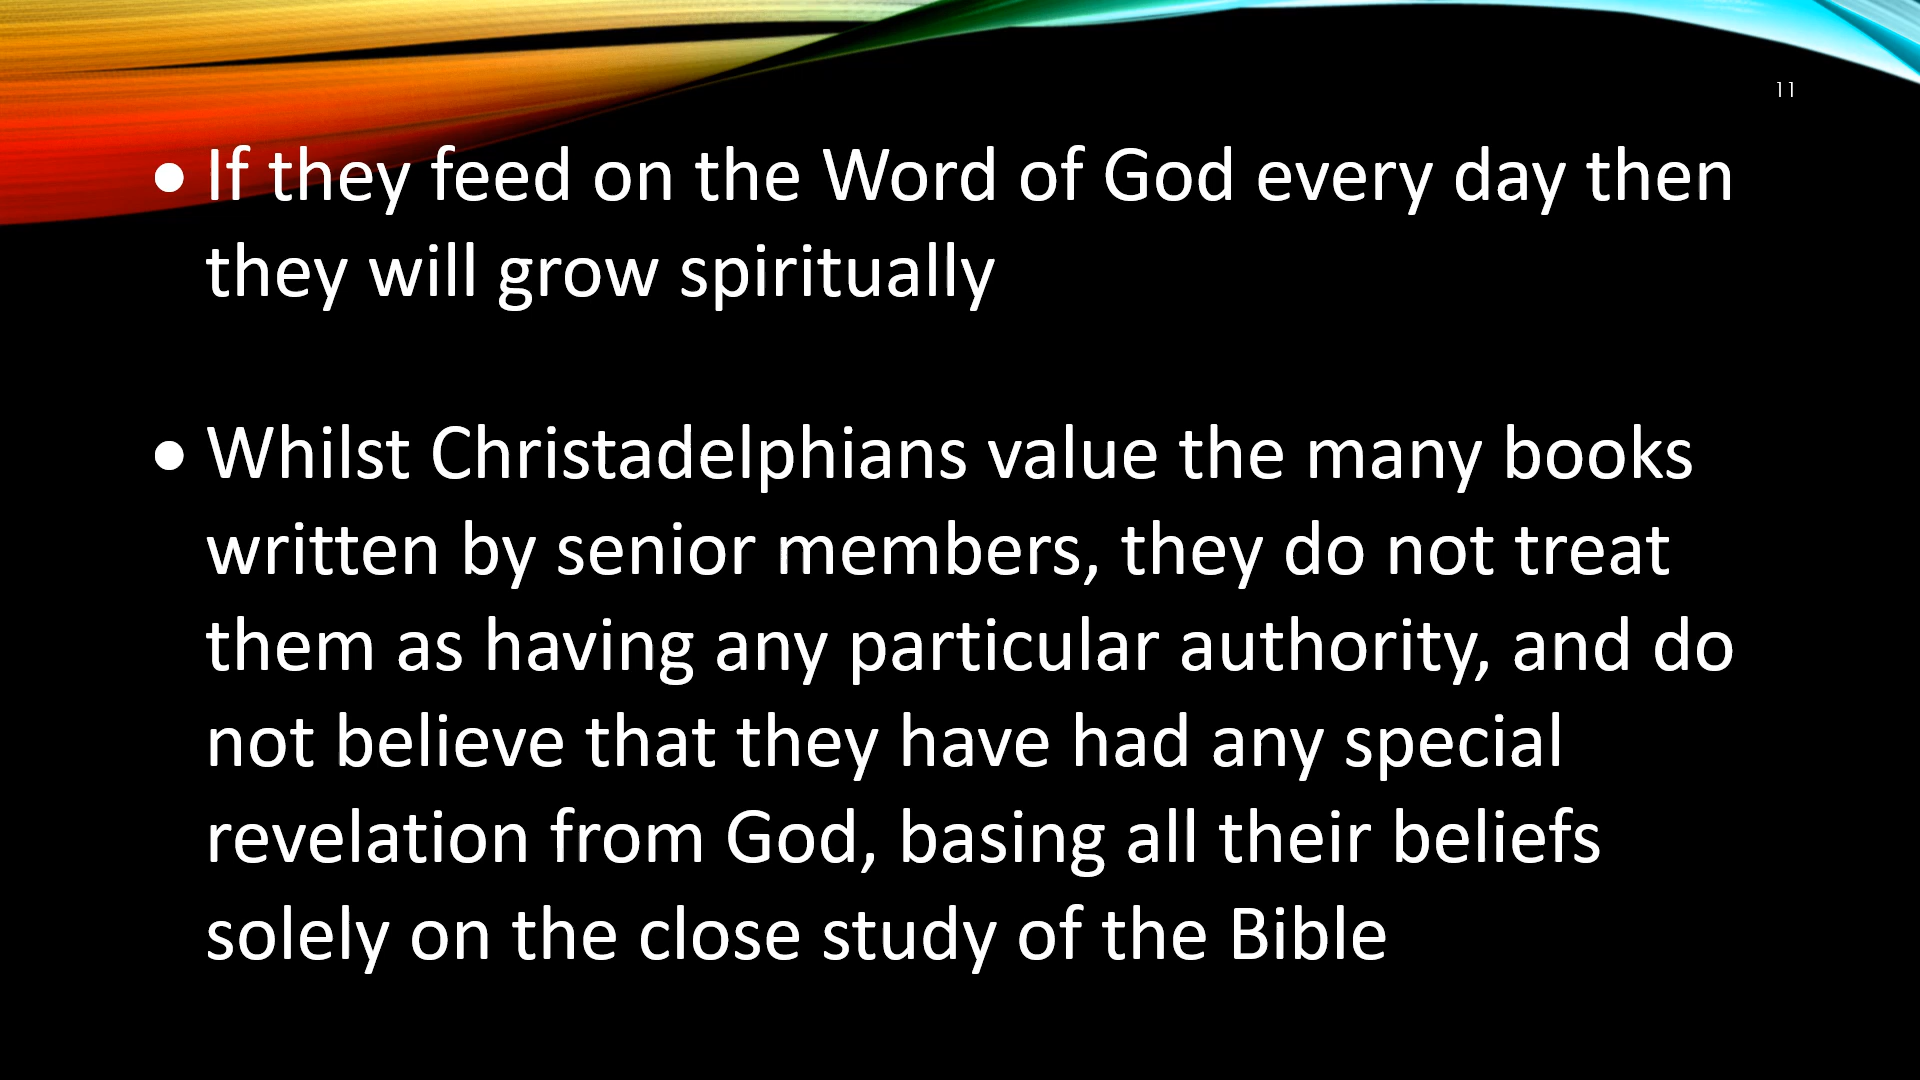 11
• If they feed on the Word of God every day then
they will grow spiritually
• Whilst Christadelphians value the many books
written by senior members, they do not treat
them as having any particular authority, and do
not believe that they have had any special
revelation from God, basing all their beliefs
solely on the close study of the Bible